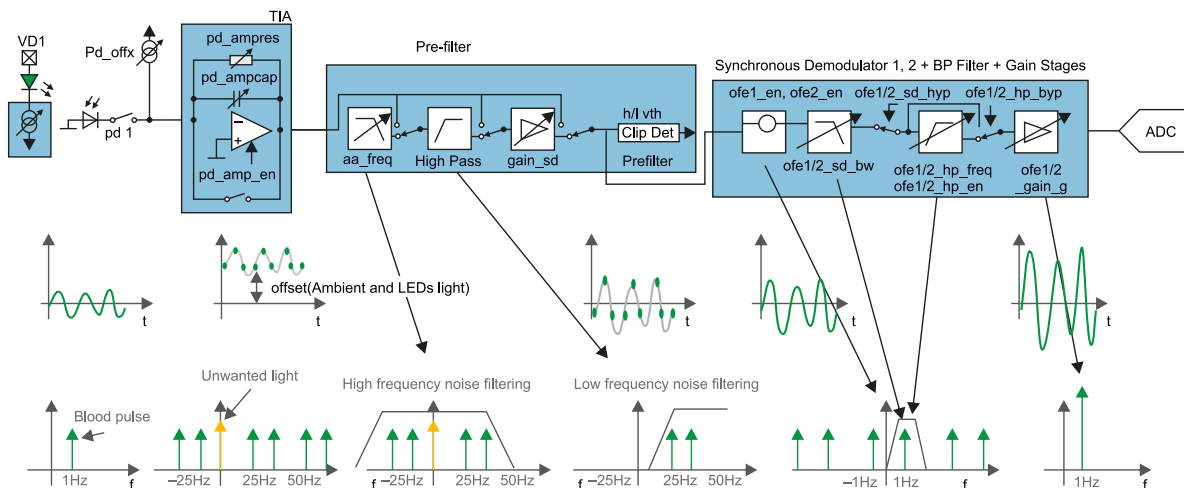 TIA
VD1
Pd_offx
pd_ampres
pd_ampcap
pd 1
pd_amp_en
Pre-filter
aa_freq
High Pass
gain_sd
h/l vth
Clip Det
Prefilter
Synchronous Demodulator 1, 2 + BP Filter + Gain Stages
ofe1_en, ofe2_en
ofe1/2_sd_hyp
ofe1/2_hp_byp
ofe1/2_sd_bw
ofe1/2_hp_freq
ofe1/2_hp_en
ofe1/2
_gain_g
ADC
t
offset(Ambient and LEDs light)
t
t
t
t
Blood pulse
1Hz
f
Unwanted light
–25Hz
25Hz
50Hz
High frequency noise filtering
f
–25Hz
25Hz
50Hz
Low frequency noise filtering
f
–25Hz
25Hz
50Hz
f
–1Hz
1Hz
f
1Hz
f